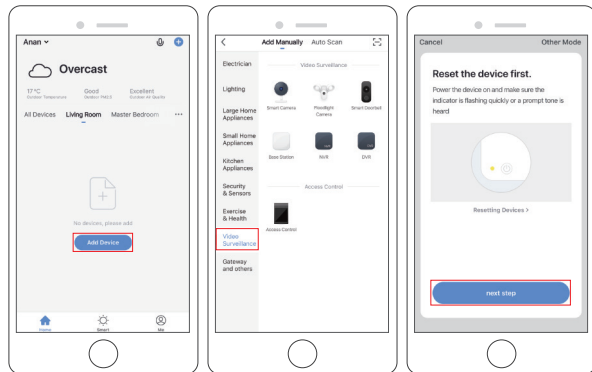 Anan
Overcast
17°C
Good
Excellent
Outdoor Temperature
Outdoor PM2.5
Outdoor Air Quality
All Devices Living Room Master Bedroom ...
No devices, please add
Add Device
Home
Smart
Me
Add Manually Auto Scan
Electrician
Lighting
Large Home
Appliances
Small Home
Appliances
Kitchen
Appliances
Security
& Sensors
Exercise
& Health
Video
Surveillance
Gateway
and others
Video Surveillance
Smart Camera
Floodlight
Camera
Smart Doorbell
Base Station
NVR
DVR
Access Control
Access Control
Cancel
Other Mode
Reset the device first.
Power the device on and make sure the
indicator is flashing quickly or a prompt tone is
heard
Resetting Devices >
next step